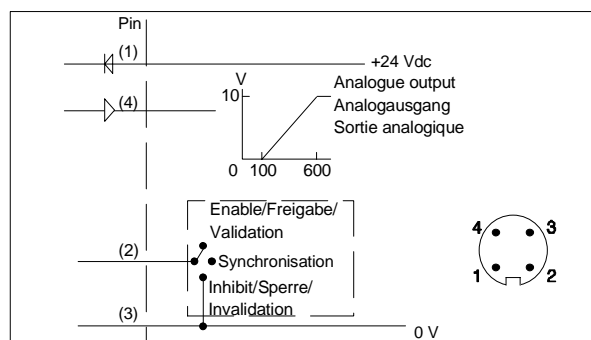 Pin
(1)
+24 Vdc
(4)
V
10
0 100 600
Analogue output
Analogausgang
Sortie analogique
Enable/Freigabe/
Validation
(2)
Synchronisation
Inhibit/Sperre/
Invalidation
(3)
0 V
4 3
1 2